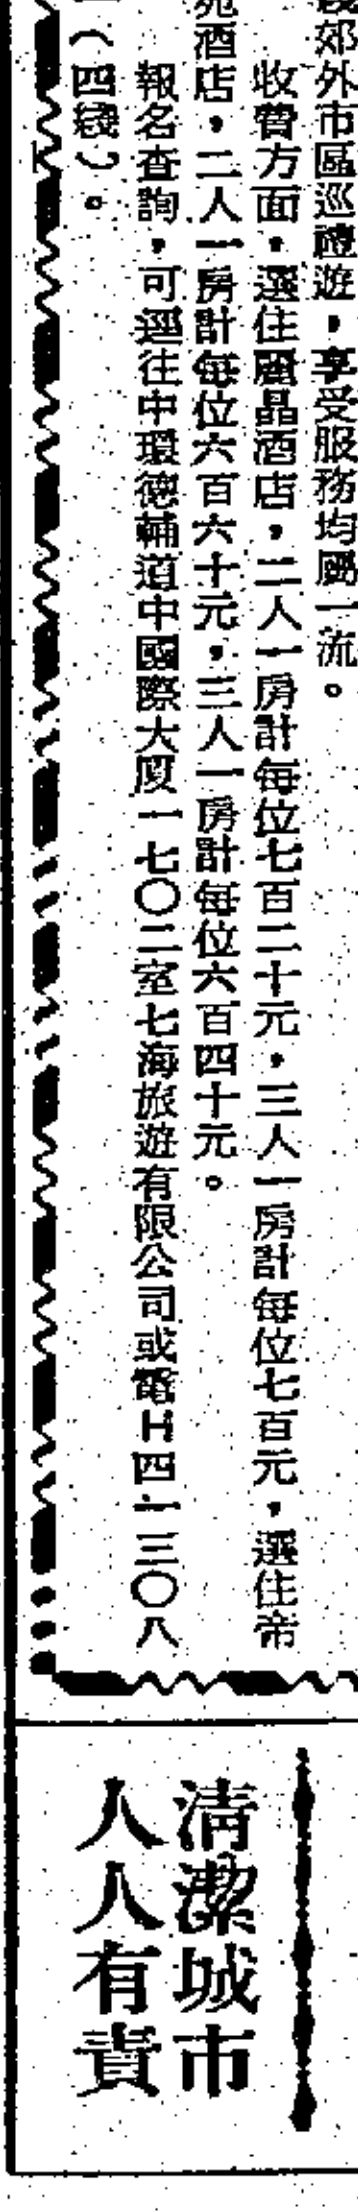 郊外市區巡禮遊，享受服務均屬一流。
收費方面，選住麗晶酒店，二人一房計每位七百二十元，三人一房計每位七百元，選住帝
苑酒店，二人一房計每位六百六十元，三人一房計每位六百四十元。
報名查詢，可逕往中環德輔道中國際大厦一七〇二室七海旅遊有限公司或電H四一三〇八
一（四綫）。
清潔城市
人人有責